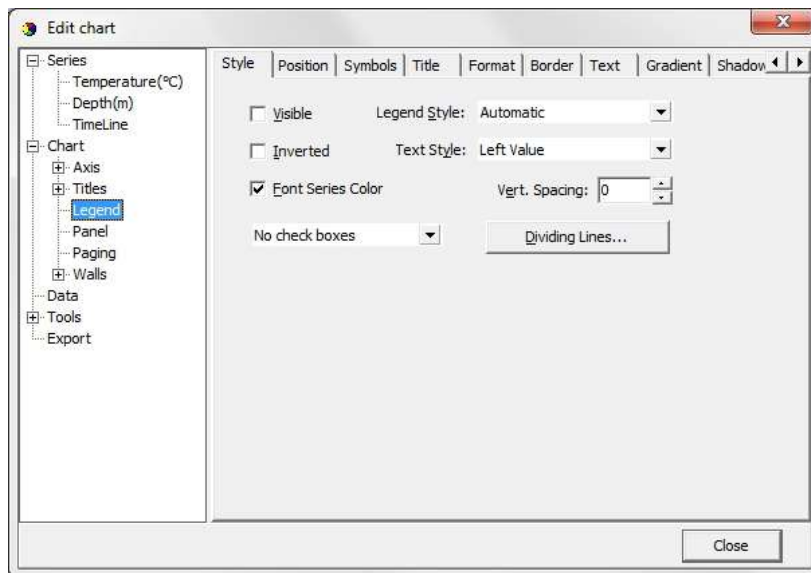 Edit chart
Series
Temperature(°C)
Depth(m)
TimeLine
Chart
Axis
Titles
Legend
Panel
Paging
Walls
Data
Tools
Export
Style Position Symbols Title Format Border Text Gradient Shadow
Visible Legend Style: Automatic
Inverted Text Style: Left Value
Font Series Color Vert. Spacing: 0
No check boxes Dividing Lines...
Close